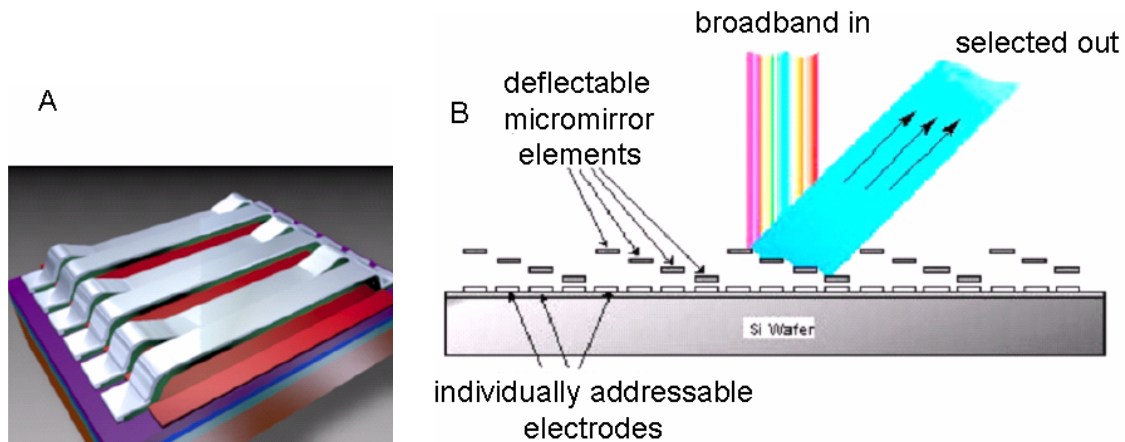 A
B
broadband in
selected out
deflectable
micromirror
elements
Si Wafer
individually addressable
electrodes